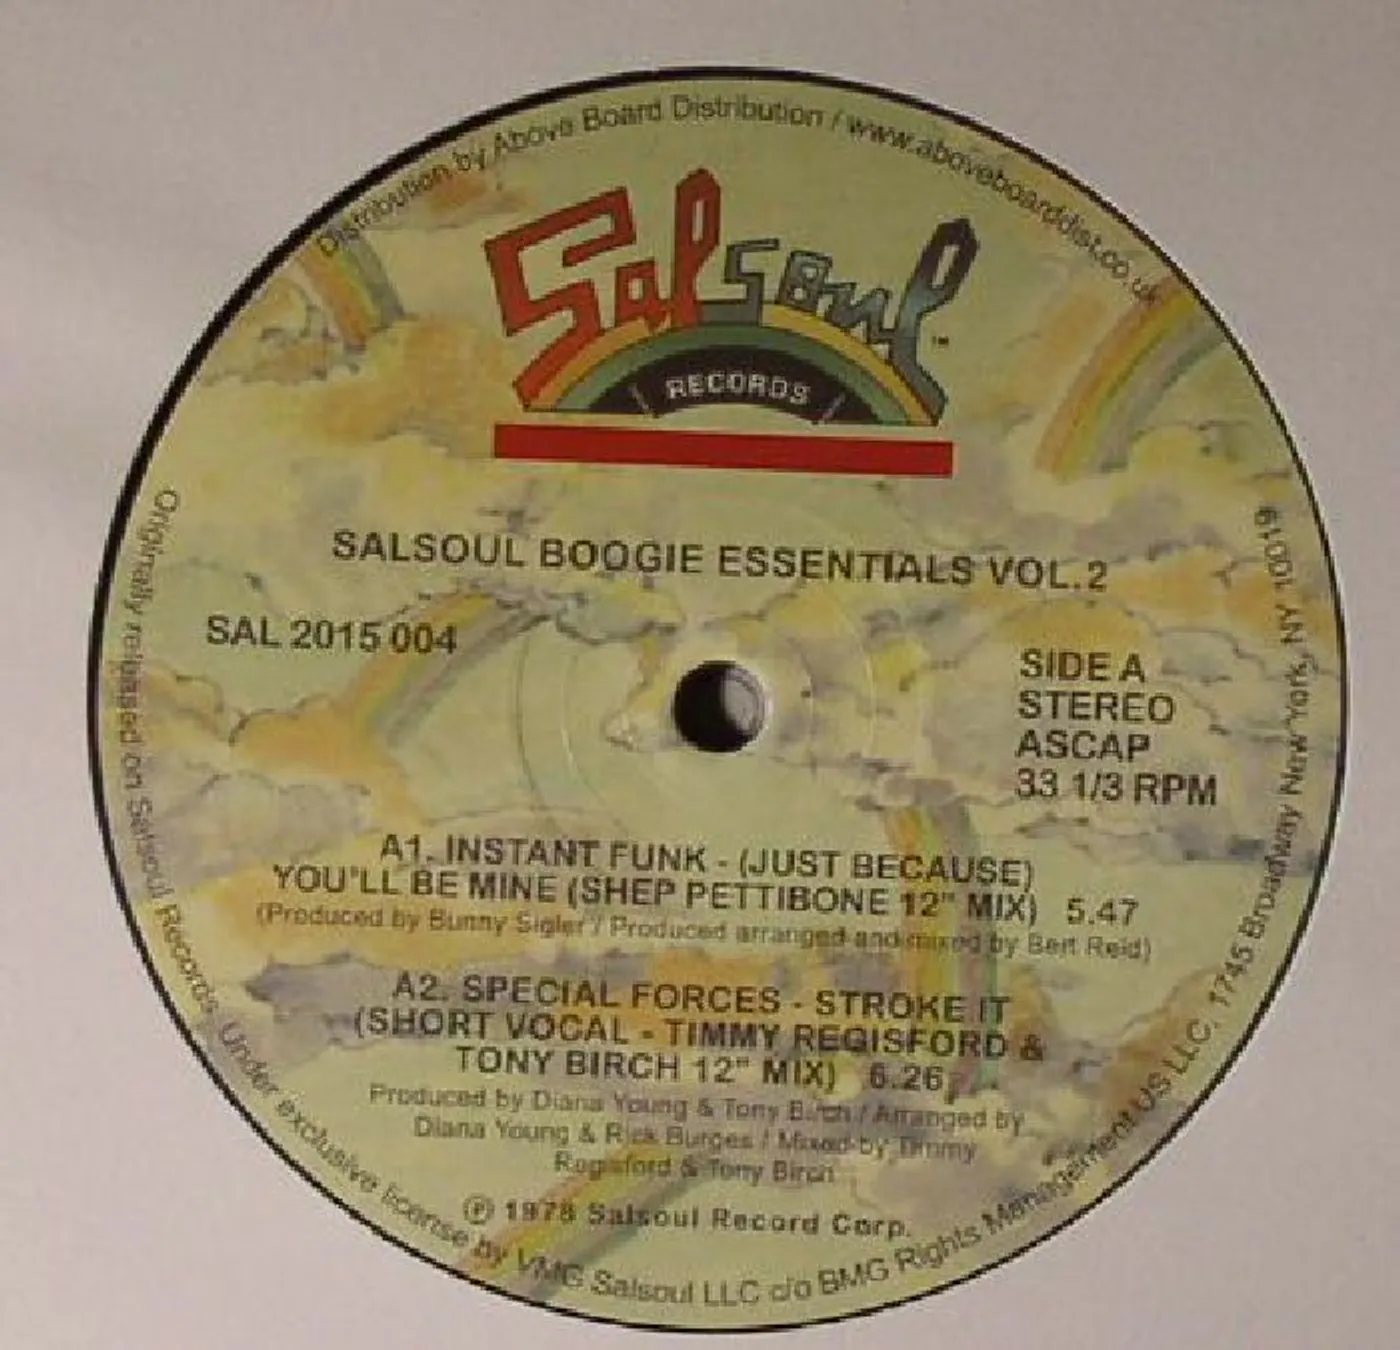 Distribution by Above Board Distribution / www.aboveboarddist.co.uk
Salsoul
™
RECORDS
SALSOUL BOOGIE ESSENTIALS VOL.2
SAL 2015 004
SIDE A
STEREO
ASCAP
33 1/3 RPM
A1. INSTANT FUNK - (JUST BECAUSE)
YOU'LL BE MINE (SHEP PETTIBONE 12" MIX) 5.47
(Produced by Bunny Sigler / Produced arranged and mixed by Bert Reid)
A2. SPECIAL FORCES - STROKE IT
(SHORT VOCAL - TIMMY REGISFORD &
TONY BIRCH 12" MIX) 6.26
Produced by Diana Young & Tony Birch / Arranged by
Diana Young & Rick Burges / Mixed by Timmy
Regisford & Tony Birch
℗ 1978 Salsoul Record Corp.
Originally released on Salsoul Records. Under exclusive license by VMG Salsoul LLC c/o BMG Rights Management US LLC, 1745 Broadway New York, NY 10019